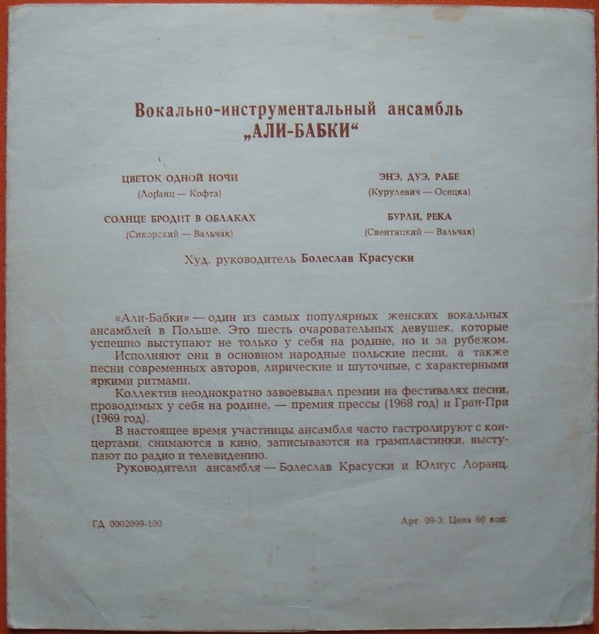 Вокально-инструментальный ансамбль
„АЛИ-БАБКИ“
ЦВЕТОК ОДНОЙ НОЧИ
(Лоранц — Кофта)
СОЛНЦЕ БРОДИТ В ОБЛАКАХ
(Сикорский — Вальчак)
ЭНЭ, ДУЭ, РАБЕ
(Курулевич — Осецка)
БУРЛИ, РЕКА
(Свентицкий — Вальчак)
Худ. руководитель Болеслав Красуски
«Али-Бабки» — один из самых популярных женских вокальных
ансамблей в Польше. Это шесть очаровательных девушек, которые
успешно выступают не только у себя на родине, но и за рубежом.
Исполняют они в основном народные польские песни, а также
песни современных авторов, лирические и шуточные, с характерными
яркими ритмами.
Коллектив неоднократно завоевывал премии на фестивалях песни,
проводимых у себя на родине, — премия прессы (1968 год) и Гран-При
(1969 год).
В настоящее время участницы ансамбля часто гастролируют с кон-
цертами, снимаются в кино, записываются на грампластинки, высту-
пают по радио и телевидению.
Руководители ансамбля — Болеслав Красуски и Юлиус Лоранц.
ГД 0002099-100
Арт. 09-3. Цена 60 коп.